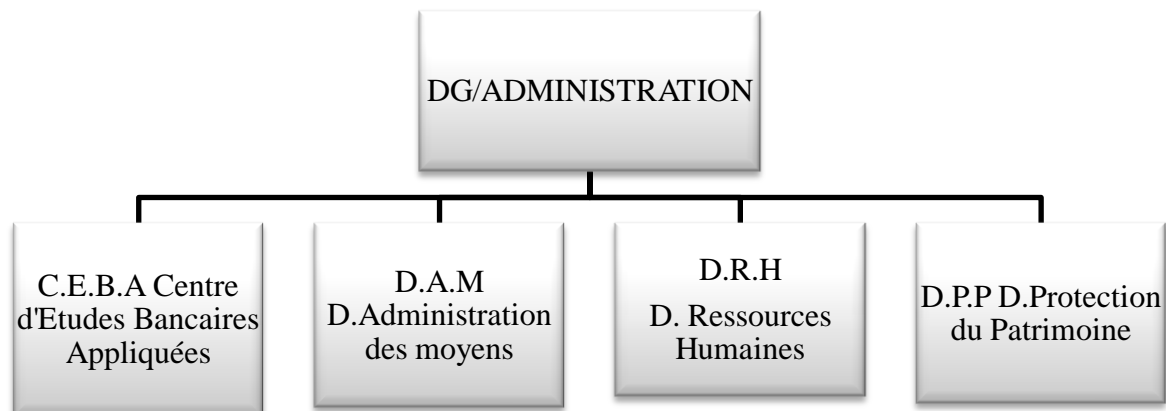 DG/ADMINISTRATION
C.E.B.A Centre
d'Etudes Bancaires
Appliquées
D.A.M
D.Administration
des moyens
D.R.H
D. Ressources
Humaines
D.P.P D.Protection
du Patrimoine